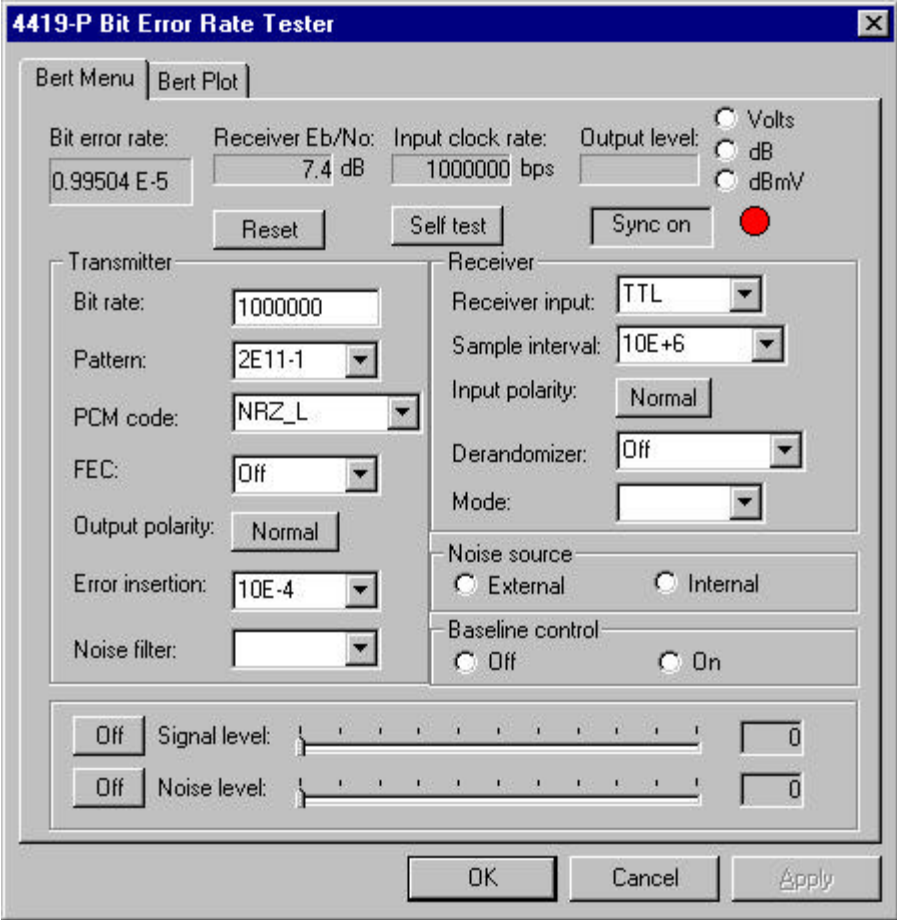 4419-P Bit Error Rate Tester
Bert Menu Bert Plot
Bit error rate: Receiver Eb/No: Input clock rate: Output level:
Volts
dB
dBmV
0.99504 E-5 7.4 dB 1000000 bps
Reset Self test Sync on
Transmitter
Bit rate: 1000000
Pattern: 2E11-1
PCM code: NRZ_L
FEC: Off
Output polarity: Normal
Error insertion: 10E-4
Noise filter:
Receiver
Receiver input: TTL
Sample interval: 10E+6
Input polarity: Normal
Derandomizer: Off
Mode:
Noise source
External Internal
Baseline control
Off On
Off Signal level: 0
Off Noise level: 0
OK Cancel Apply